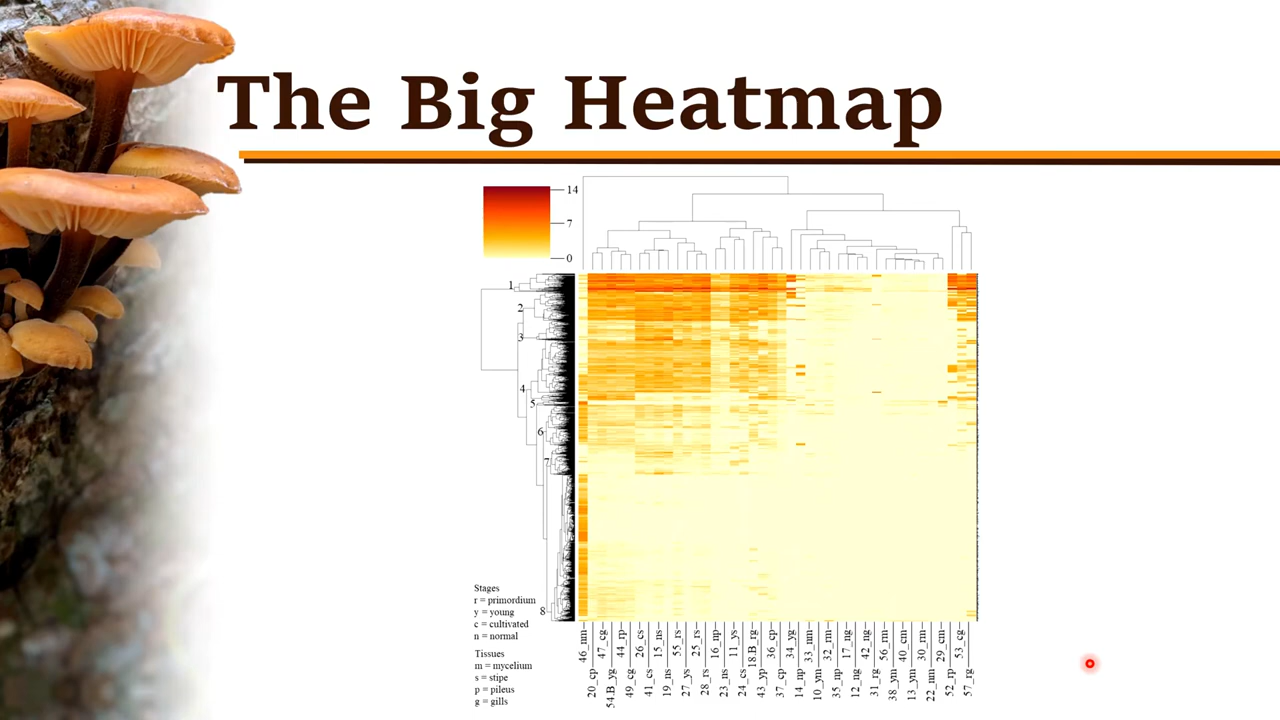 The Big Heatmap
14
7
0
1
2
3
4
5
6
7
8
Stages
r = primordium
y = young
c = cultivated
n = normal
Tissues
m = mycelium
s = stipe
p = pileus
g = gills
46_nm
20_cp
47_cg
54.B_yg
44_rp
49_cg
26_cs
41_cs
15_ns
19_ns
55_rs
27_ys
25_rs
28_rs
16_np
23_ns
11_ys
24_cs
18.B_rg
43_yp
36_cp
37_cp
34_yg
14_np
33_nm
10_ym
32_rm
35_np
17_ng
12_ng
42_ng
31_rg
56_rm
38_ym
40_cm
13_ym
30_rm
22_nm
29_cm
52_rp
53_cg
57_rg